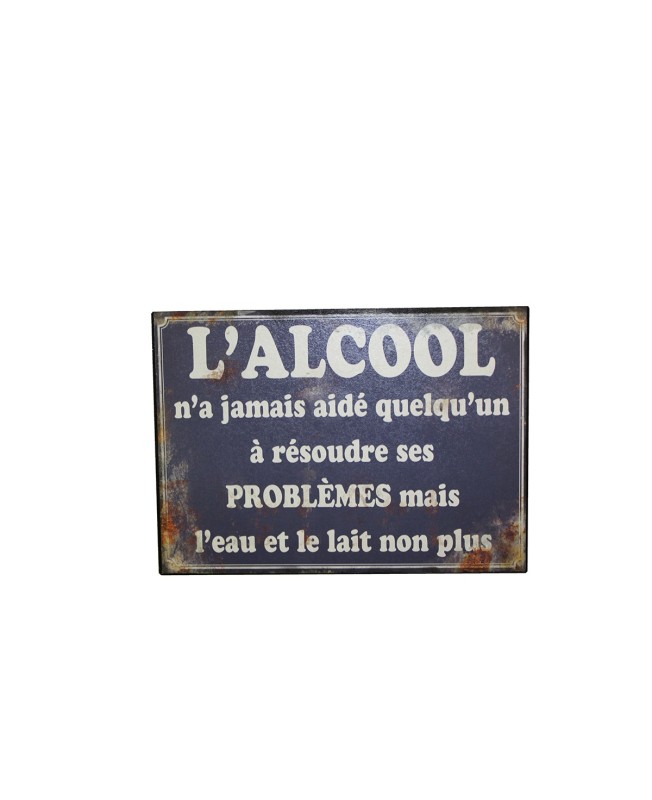 L'ALCOOL
n'a jamais aidé quelqu'un
à résoudre ses
PROBLÈMES mais
l'eau et le lait non plus